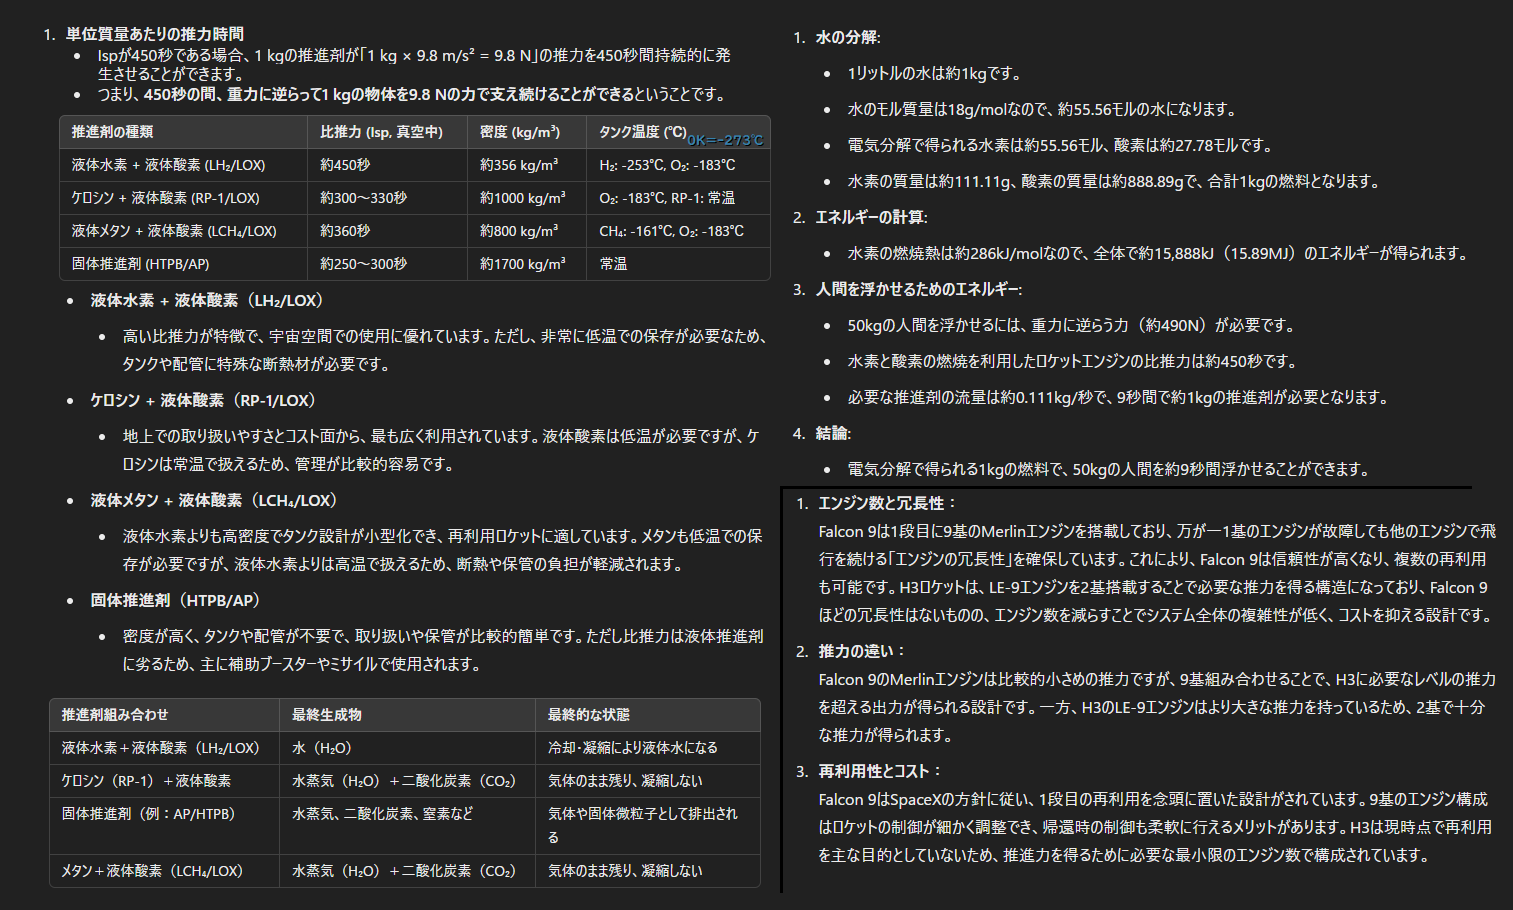 1. 単位質量あたりの推力時間
• Ispが450秒である場合、1 kgの推進剤が「1 kg × 9.8 m/s² = 9.8 N」の推力を450秒間持続的に発
生させることができます。
• つまり、450秒の間、重力に逆らって1 kgの物体を9.8 Nの力で支え続けることができるということです。
推進剤の種類 比推力 (Isp, 真空中) 密度 (kg/m³) タンク温度 (℃) 0K=-273℃
液体水素 + 液体酸素 (LH₂/LOX) 約450秒 約356 kg/m³ H₂: -253℃, O₂: -183℃
ケロシン + 液体酸素 (RP-1/LOX) 約300〜330秒 約1000 kg/m³ O₂: -183℃, RP-1: 常温
液体メタン + 液体酸素 (LCH₄/LOX) 約360秒 約800 kg/m³ CH₄: -161℃, O₂: -183℃
固体推進剤 (HTPB/AP) 約250〜300秒 約1700 kg/m³ 常温
• 液体水素 + 液体酸素（LH₂/LOX）
• 高い比推力が特徴で、宇宙空間での使用に優れています。ただし、非常に低温での保存が必要なため、
タンクや配管に特殊な断熱材が必要です。
• ケロシン + 液体酸素（RP-1/LOX）
• 地上での取り扱いやすさとコスト面から、最も広く利用されています。液体酸素は低温が必要ですが、ケ
ロシンは常温で扱えるため、管理が比較的容易です。
• 液体メタン + 液体酸素（LCH₄/LOX）
• 液体水素よりも高密度でタンク設計が小型化でき、再利用ロケットに適しています。メタンも低温での保
存が必要ですが、液体水素よりは高温で扱えるため、断熱や保管の負担が軽減されます。
• 固体推進剤（HTPB/AP）
• 密度が高く、タンクや配管が不要で、取り扱いや保管が比較的簡単です。ただし比推力は液体推進剤
に劣るため、主に補助ブースターやミサイルで使用されます。
推進剤組み合わせ 最終生成物 最終的な状態
液体水素＋液体酸素（LH₂/LOX） 水（H₂O） 冷却・凝縮により液体水になる
ケロシン（RP-1）＋液体酸素 水蒸気（H₂O）＋二酸化炭素（CO₂） 気体のまま残り、凝縮しない
固体推進剤（例：AP/HTPB） 水蒸気、二酸化炭素、窒素など 気体や固体微粒子として排出され
る
メタン＋液体酸素（LCH₄/LOX） 水蒸気（H₂O）＋二酸化炭素（CO₂） 気体のまま残り、凝縮しない
1. 水の分解:
• 1リットルの水は約1kgです。
• 水のモル質量は18g/molなので、約55.56モルの水になります。
• 電気分解で得られる水素は約55.56モル、酸素は約27.78モルです。
• 水素の質量は約111.11g、酸素の質量は約888.89gで、合計1kgの燃料となります。
2. エネルギーの計算:
• 水素の燃焼熱は約286kJ/molなので、全体で約15,888kJ（15.89MJ）のエネルギーが得られます。
3. 人間を浮かせるためのエネルギー:
• 50kgの人間を浮かせるには、重力に逆らう力（約490N）が必要です。
• 水素と酸素の燃焼を利用したロケットエンジンの比推力は約450秒です。
• 必要な推進剤の流量は約0.111kg/秒で、9秒間で約1kgの推進剤が必要となります。
4. 結論:
• 電気分解で得られる1kgの燃料で、50kgの人間を約9秒間浮かせることができます。
1. エンジン数と冗長性：
Falcon 9は1段目に9基のMerlinエンジンを搭載しており、万が一1基のエンジンが故障しても他のエンジンで飛
行を続ける「エンジンの冗長性」を確保しています。これにより、Falcon 9は信頼性が高くなり、複数の再利用
も可能です。H3ロケットは、LE-9エンジンを2基搭載することで必要な推力を得る構造になっており、Falcon 9
ほどの冗長性はないものの、エンジン数を減らすことでシステム全体の複雑性が低く、コストを抑える設計です。
2. 推力の違い：
Falcon 9のMerlinエンジンは比較的小さめの推力ですが、9基組み合わせることで、H3に必要なレベルの推力
を超える出力が得られる設計です。一方、H3のLE-9エンジンはより大きな推力を持っているため、2基で十分
な推力が得られます。
3. 再利用性とコスト：
Falcon 9はSpaceXの方針に従い、1段目の再利用を念頭に置いた設計がされています。9基のエンジン構成
はロケットの制御が細かく調整でき、帰還時の制御も柔軟に行えるメリットがあります。H3は現時点で再利用
を主な目的としていないため、推進力を得るために必要な最小限のエンジン数で構成されています。